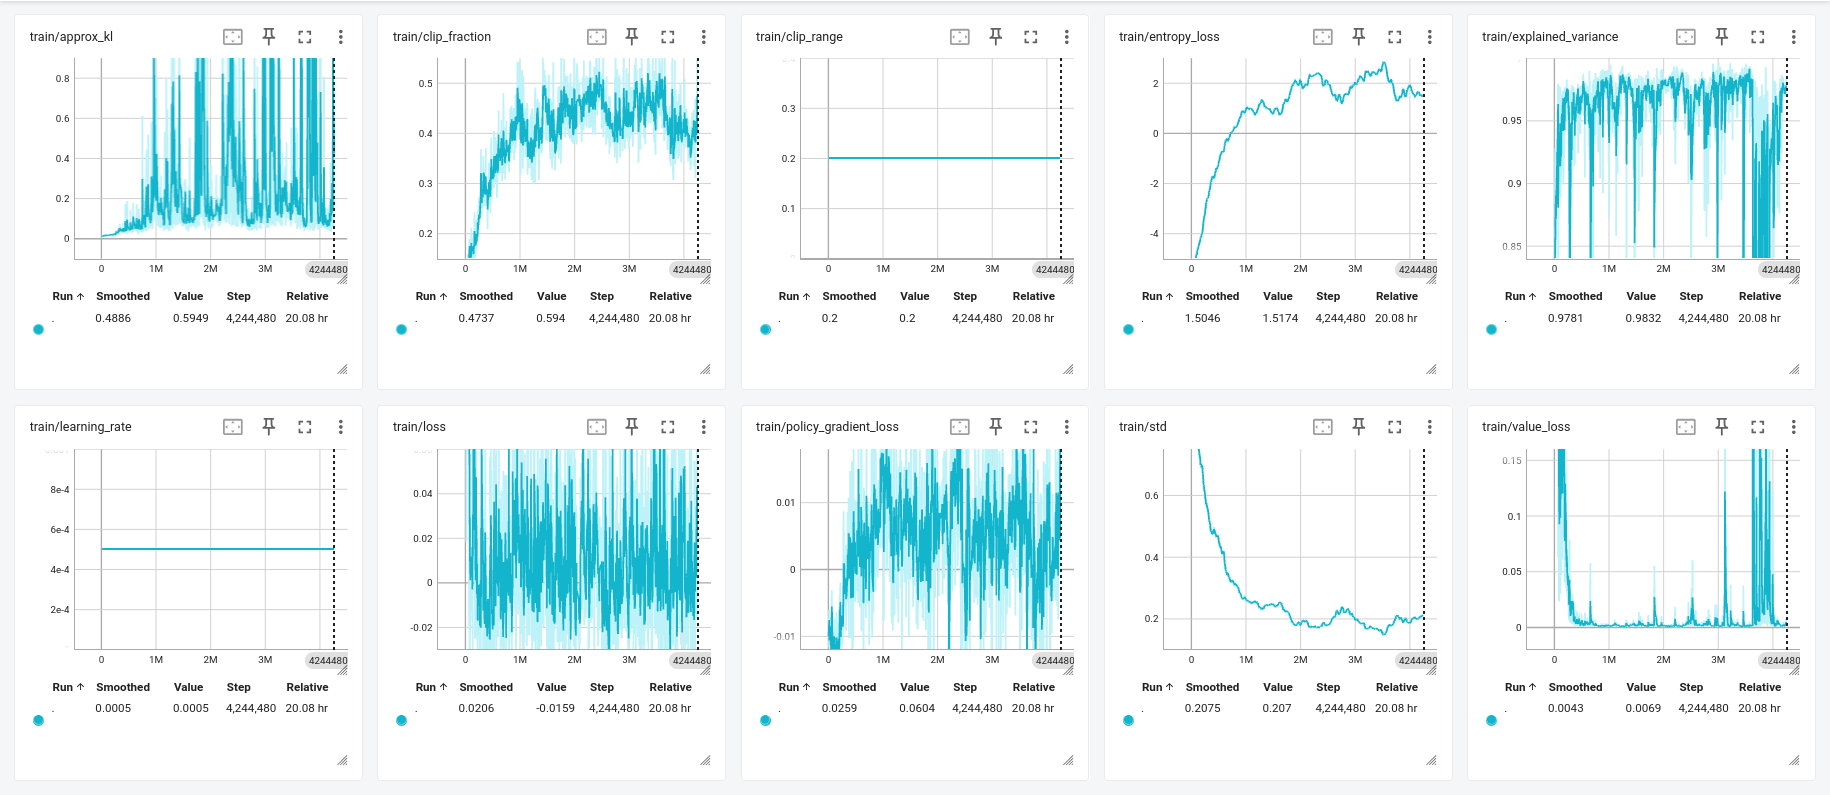 train/approx_kl
0.8
0.6
0.4
0.2
0
0 1M 2M 3M 4244480
Run ↑ Smoothed Value Step Relative
. 0.4886 0.5949 4,244,480 20.08 hr
train/clip_fraction
0.5
0.4
0.3
0.2
0 1M 2M 3M 4244480
Run ↑ Smoothed Value Step Relative
. 0.4737 0.594 4,244,480 20.08 hr
train/clip_range
0.3
0.2
0.1
0 1M 2M 3M 4244480
Run ↑ Smoothed Value Step Relative
. 0.2 0.2 4,244,480 20.08 hr
train/entropy_loss
2
0
-2
-4
0 1M 2M 3M 4244480
Run ↑ Smoothed Value Step Relative
. 1.5046 1.5174 4,244,480 20.08 hr
train/explained_variance
0.95
0.9
0.85
0 1M 2M 3M 4244480
Run ↑ Smoothed Value Step Relative
. 0.9781 0.9832 4,244,480 20.08 hr
train/learning_rate
8e-4
6e-4
4e-4
2e-4
0 1M 2M 3M 4244480
Run ↑ Smoothed Value Step Relative
. 0.0005 0.0005 4,244,480 20.08 hr
train/loss
0.04
0.02
0
-0.02
0 1M 2M 3M 4244480
Run ↑ Smoothed Value Step Relative
. 0.0206 -0.0159 4,244,480 20.08 hr
train/policy_gradient_loss
0.01
0
-0.01
0 1M 2M 3M 4244480
Run ↑ Smoothed Value Step Relative
. 0.0259 0.0604 4,244,480 20.08 hr
train/std
0.6
0.4
0.2
0 1M 2M 3M 4244480
Run ↑ Smoothed Value Step Relative
. 0.2075 0.207 4,244,480 20.08 hr
train/value_loss
0.15
0.1
0.05
0
0 1M 2M 3M 4244480
Run ↑ Smoothed Value Step Relative
. 0.0043 0.0069 4,244,480 20.08 hr